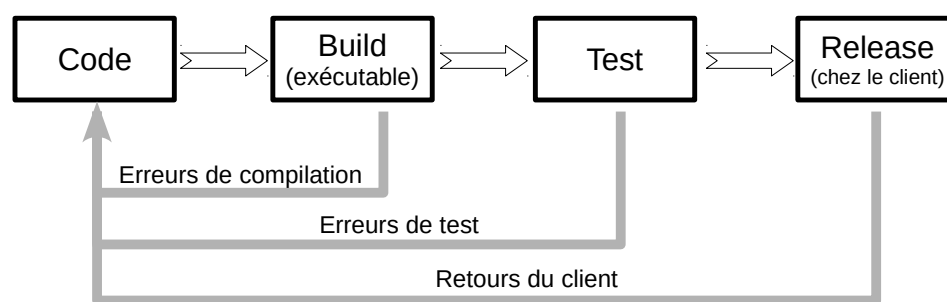 Code
Build
(exécutable)
Test
Release
(chez le client)
Erreurs de compilation
Erreurs de test
Retours du client